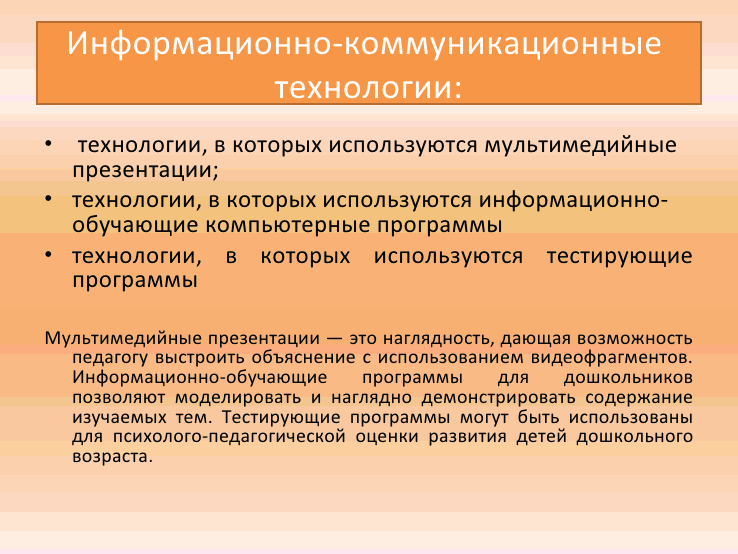 Информационно-коммуникационные
технологии:
• технологии, в которых используются мультимедийные
презентации;
• технологии, в которых используются информационно-
обучающие компьютерные программы
• технологии, в которых используются тестирующие
программы
Мультимедийные презентации — это наглядность, дающая возможность
педагогу выстроить объяснение с использованием видеофрагментов.
Информационно-обучающие программы для дошкольников
позволяют моделировать и наглядно демонстрировать содержание
изучаемых тем. Тестирующие программы могут быть использованы
для психолого-педагогической оценки развития детей дошкольного
возраста.